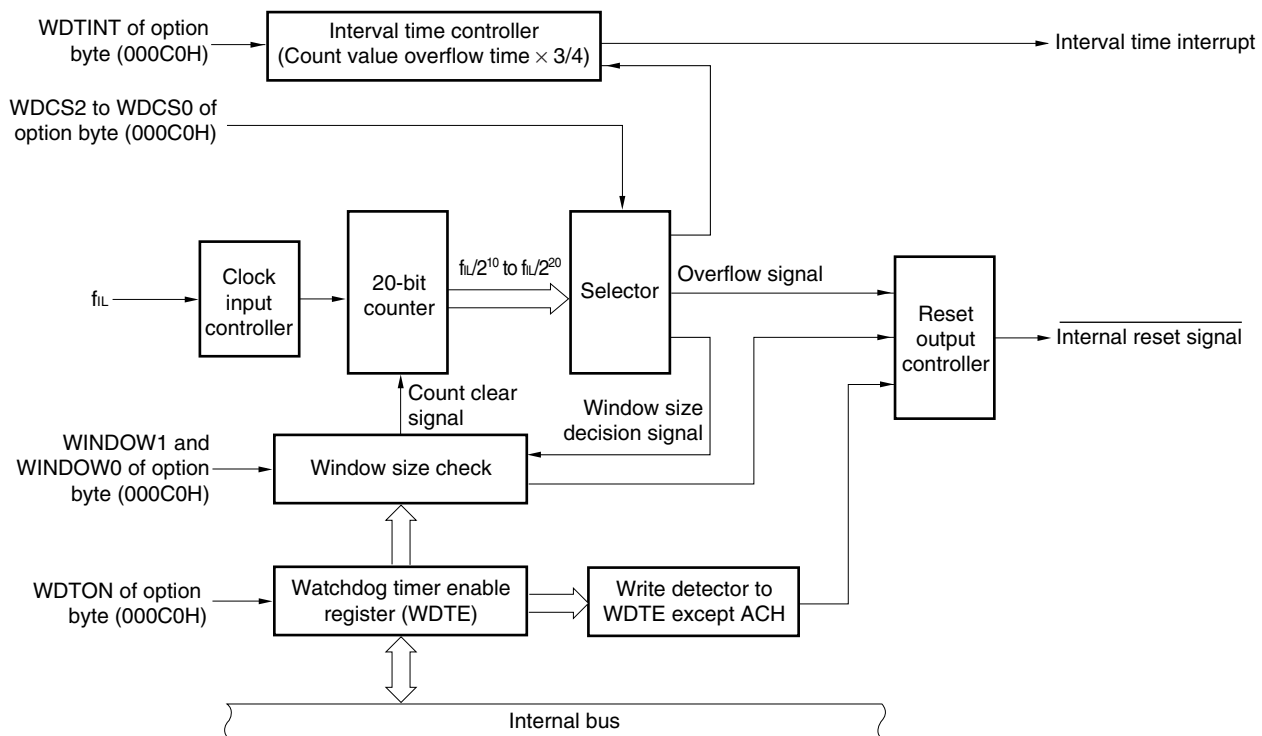 WDTINT of option
byte (000C0H)
Interval time controller
(Count value overflow time × 3/4)
Interval time interrupt
WDCS2 to WDCS0 of
option byte (000C0H)
fIL
Clock
input
controller
20-bit
counter
fIL/2¹⁰ to fIL/2²⁰
Selector
Overflow signal
Reset
output
controller
Internal reset signal
Count clear
signal
Window size
decision signal
WINDOW1 and
WINDOW0 of option
byte (000C0H)
Window size check
WDTON of option
byte (000C0H)
Watchdog timer enable
register (WDTE)
Write detector to
WDTE except ACH
Internal bus